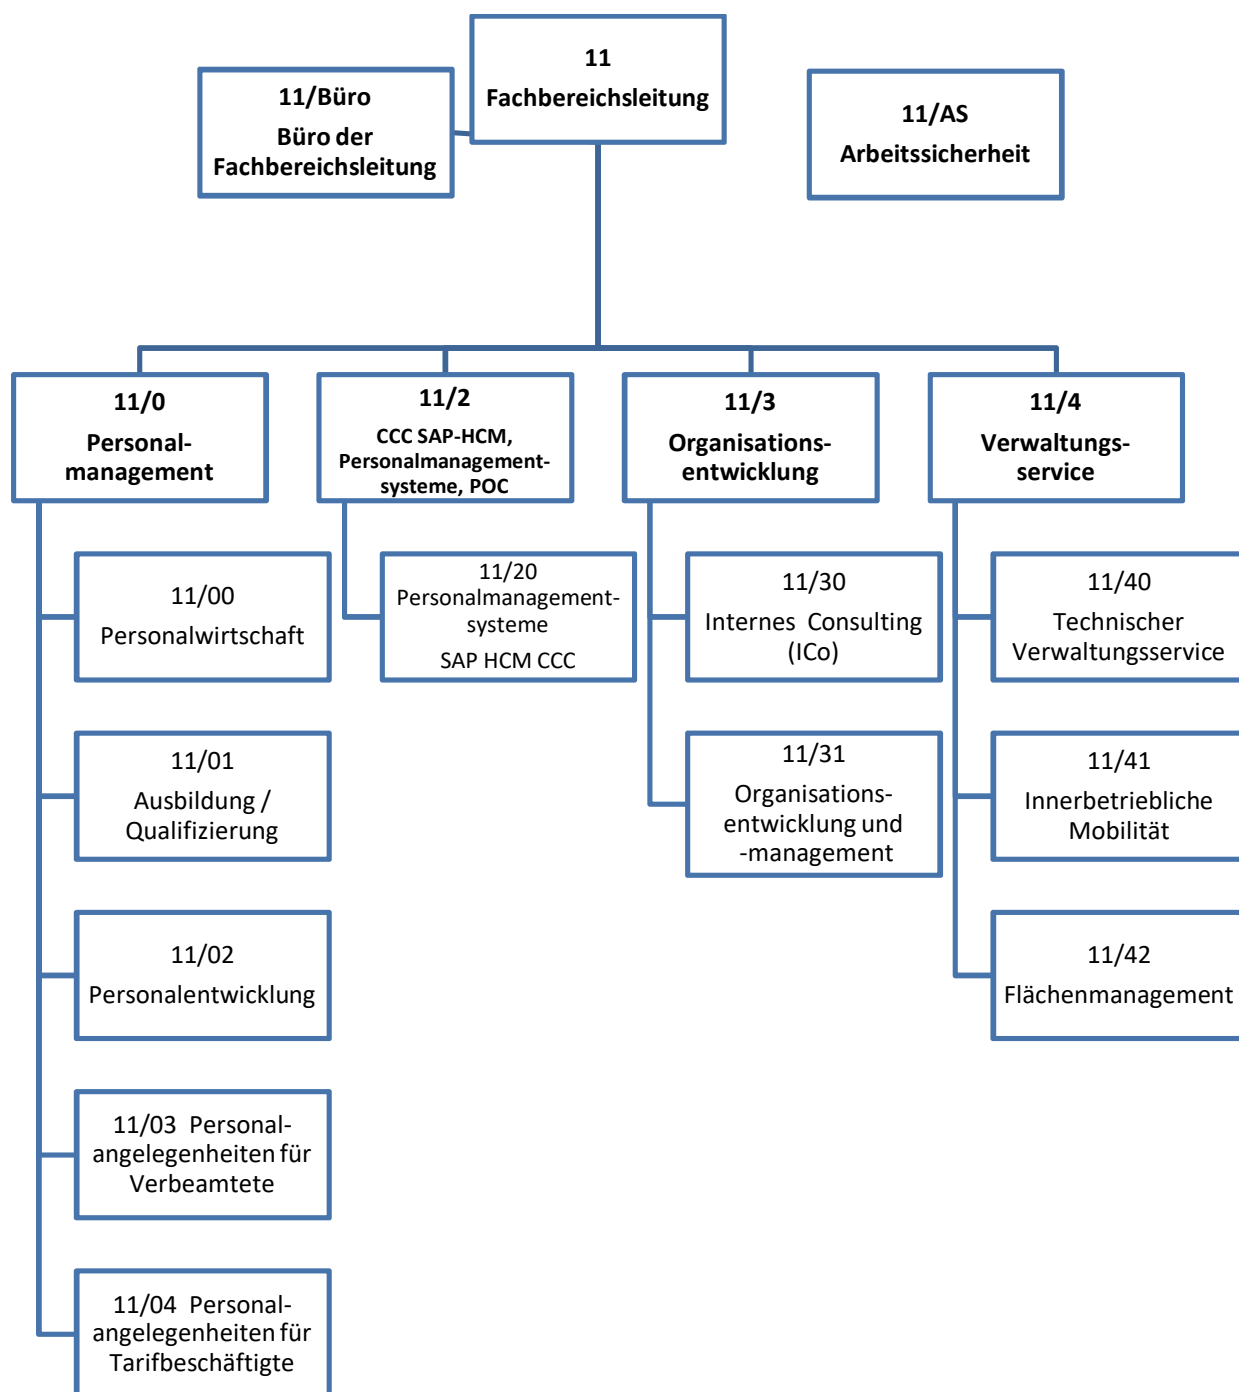 11
Fachbereichsleitung
11/Büro
Büro der
Fachbereichsleitung
11/AS
Arbeitssicherheit
11/0
Personal-
management
11/00
Personalwirtschaft
11/01
Ausbildung /
Qualifizierung
11/02
Personalentwicklung
11/03 Personal-
angelegenheiten für
Verbeamtete
11/04 Personal-
angelegenheiten für
Tarifbeschäftigte
11/2
CCC SAP-HCM,
Personalmanagement-
systeme, POC
11/20
Personalmanagement-
systeme
SAP HCM CCC
11/3
Organisations-
entwicklung
11/30
Internes Consulting
(ICo)
11/31
Organisations-
entwicklung und
-management
11/4
Verwaltungs-
service
11/40
Technischer
Verwaltungsservice
11/41
Innerbetriebliche
Mobilität
11/42
Flächenmanagement